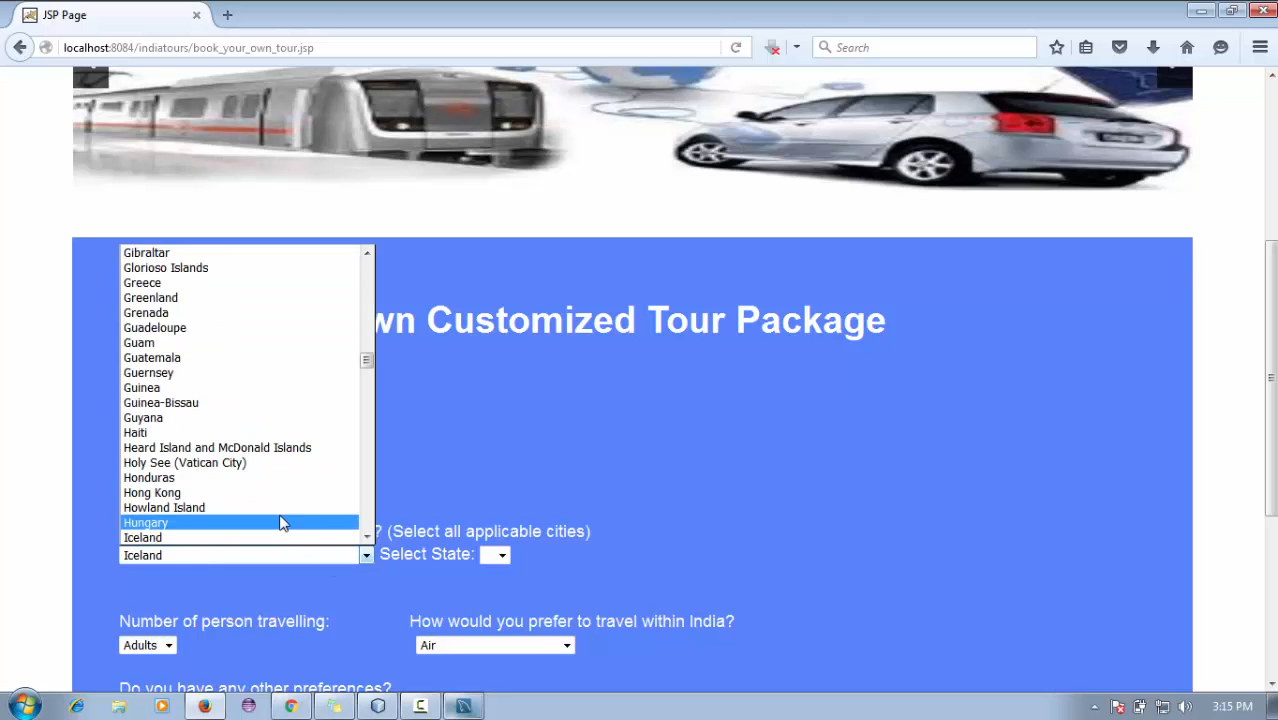 JSP Page
localhost:8084/indiatours/book_your_own_tour.jsp
Search
Gibraltar
Glorioso Islands
Greece
Greenland
Grenada
wn Customized Tour Package
Guadeloupe
Guam
Guatemala
Guernsey
Guinea
Guinea-Bissau
Guyana
Haiti
Heard Island and McDonald Islands
Holy See (Vatican City)
Honduras
Hong Kong
Howland Island
Hungary
? (Select all applicable cities)
Iceland
Iceland Select State:
Number of person travelling: How would you prefer to travel within India?
Adults Air
Do you have any other preferences?
3:15 PM